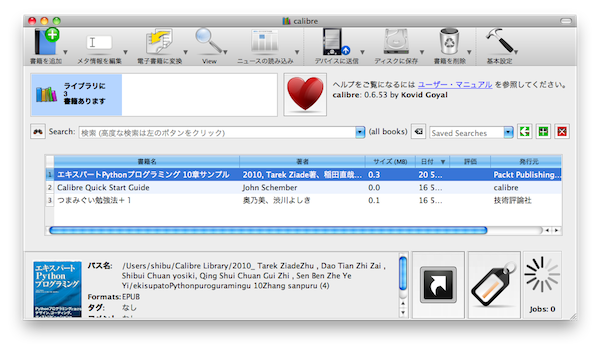 calibre
書籍を追加
メタ情報を編集
電子書籍に変換
View
ニュースの読み込み
デバイスに送信
ディスクに保存
書籍を削除
基本設定
ライブラリに
3
書籍あります
ヘルプをご覧になるには ユーザー・マニュアル を参照してください。
calibre: 0.6.53 by Kovid Goyal
Search:
検索 (高度な検索は左のボタンをクリック)
(all books)
Saved Searches
書籍名 著者 サイズ (MB) 日付 評価 発行元
1 エキスパートPythonプログラミング 10章サンプル 2010, Tarek Ziade著、稲田直哉... 0.3 20 5... Packt Publishing...
2 Calibre Quick Start Guide John Schember 0.0 16 5... calibre
3 つまみぐい勉強法＋１ 奥乃美、渋川よしき 0.1 16 5... 技術評論社
エキスパート
Python
プログラミング
パス名: /Users/shibu/Calibre Library/2010_ Tarek ZiadeZhu , Dao Tian Zhi Zai ,
Shibui Chuan yosiki, Qing Shui Chuan Gui Zhi , Sen Ben Zhe Ye
Yi/ekisupatoPythonpuroguramingu 10Zhang sanpuru (4)
Formats: EPUB
タグ: なし
Jobs: 0